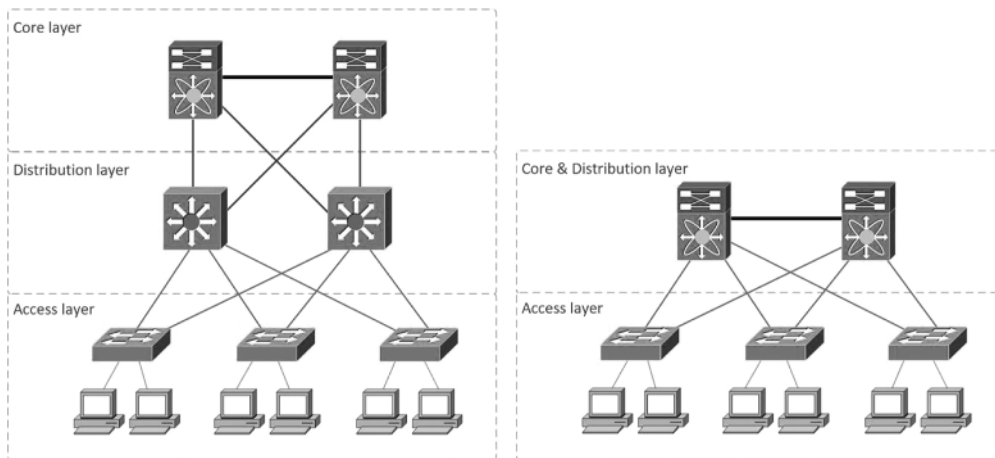 Core layer
Distribution layer
Access layer
Core & Distribution layer
Access layer